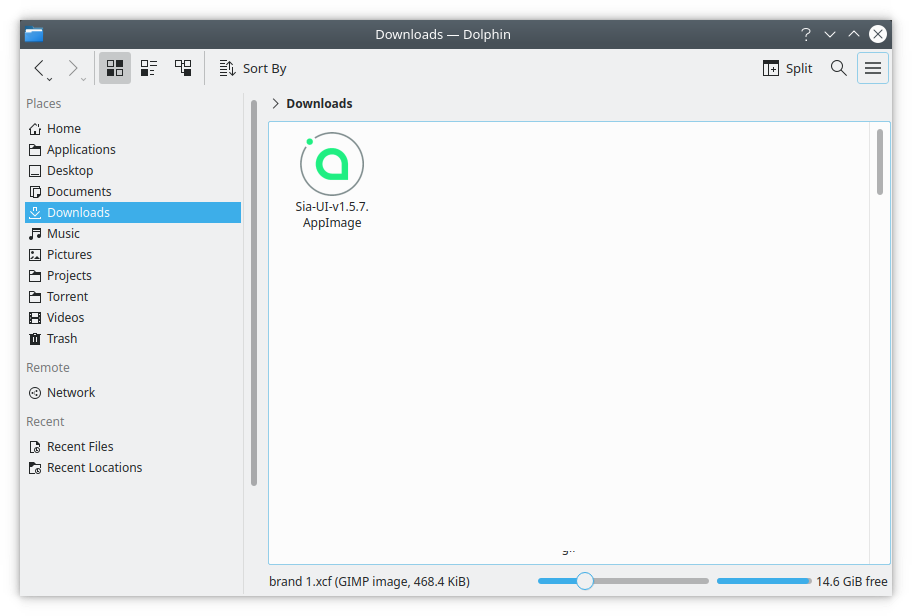 Downloads — Dolphin
Sort By
Split
Places
Home
Applications
Desktop
Documents
Downloads
Music
Pictures
Projects
Torrent
Videos
Trash
Remote
Network
Recent
Recent Files
Recent Locations
Downloads
Sia-UI-v1.5.7.
AppImage
brand 1.xcf (GIMP image, 468.4 KiB)
14.6 GiB free